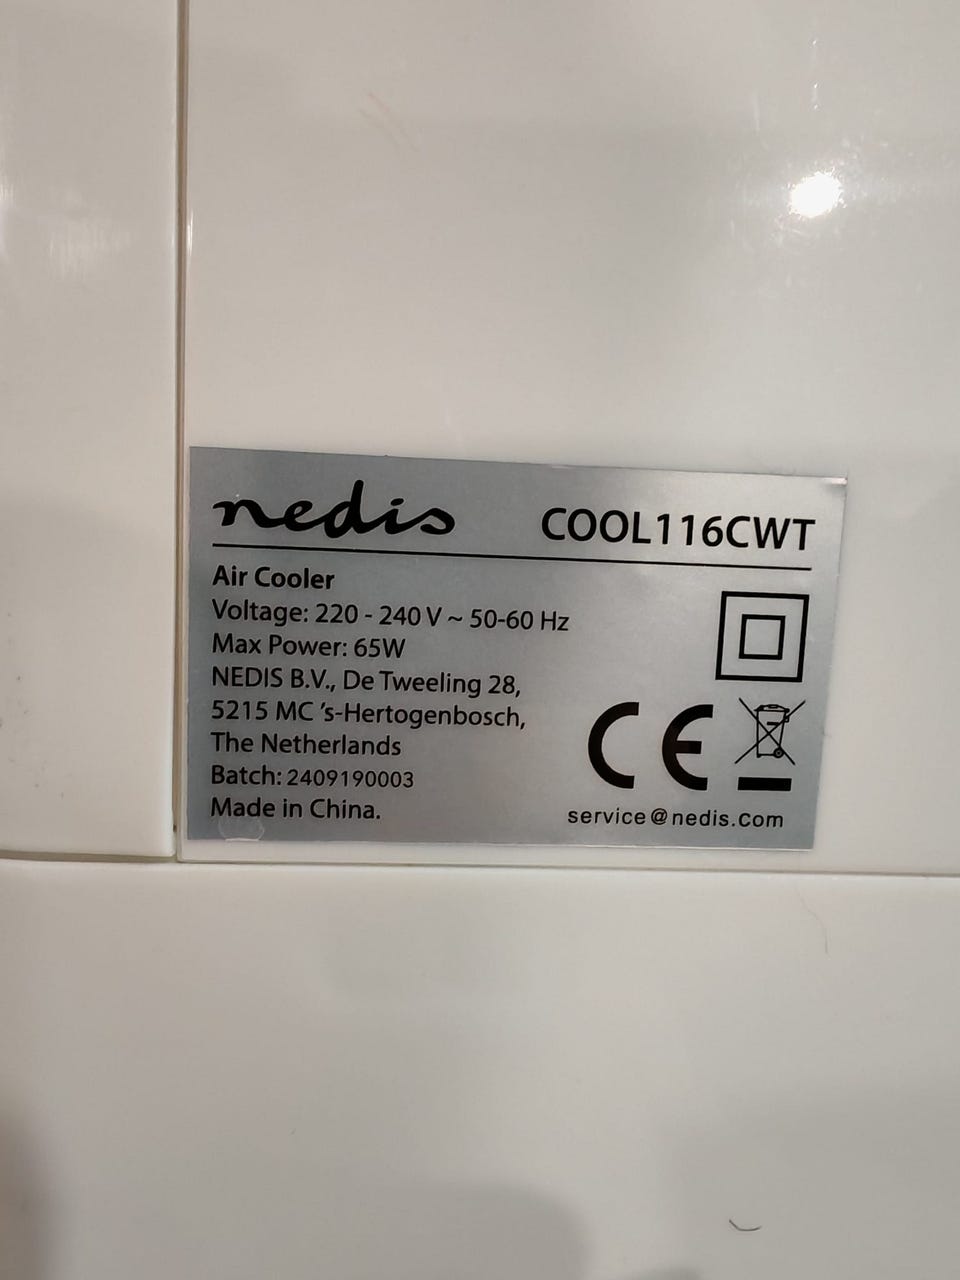 nedis COOL116CWT
Air Cooler
Voltage: 220 - 240 V ~ 50-60 Hz
Max Power: 65W
NEDIS B.V., De Tweeling 28,
5215 MC 's-Hertogenbosch,
The Netherlands
Batch: 2409190003
Made in China.
CE
service@nedis.com